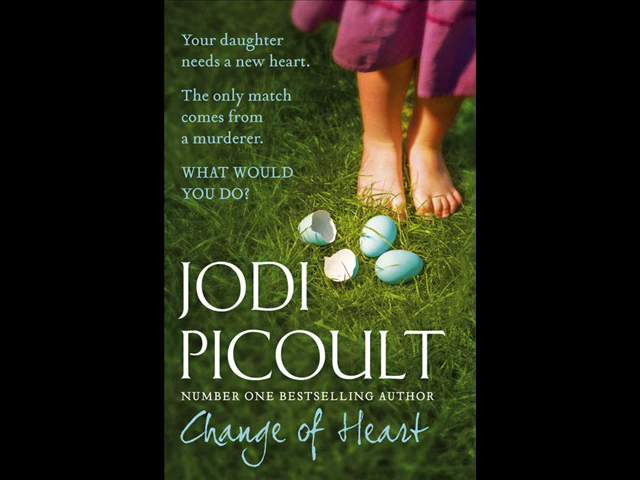 Your daughter
needs a new heart.
The only match
comes from
a murderer.
WHAT WOULD
YOU DO?
JODI
PICOULT
NUMBER ONE BESTSELLING AUTHOR
Change of Heart